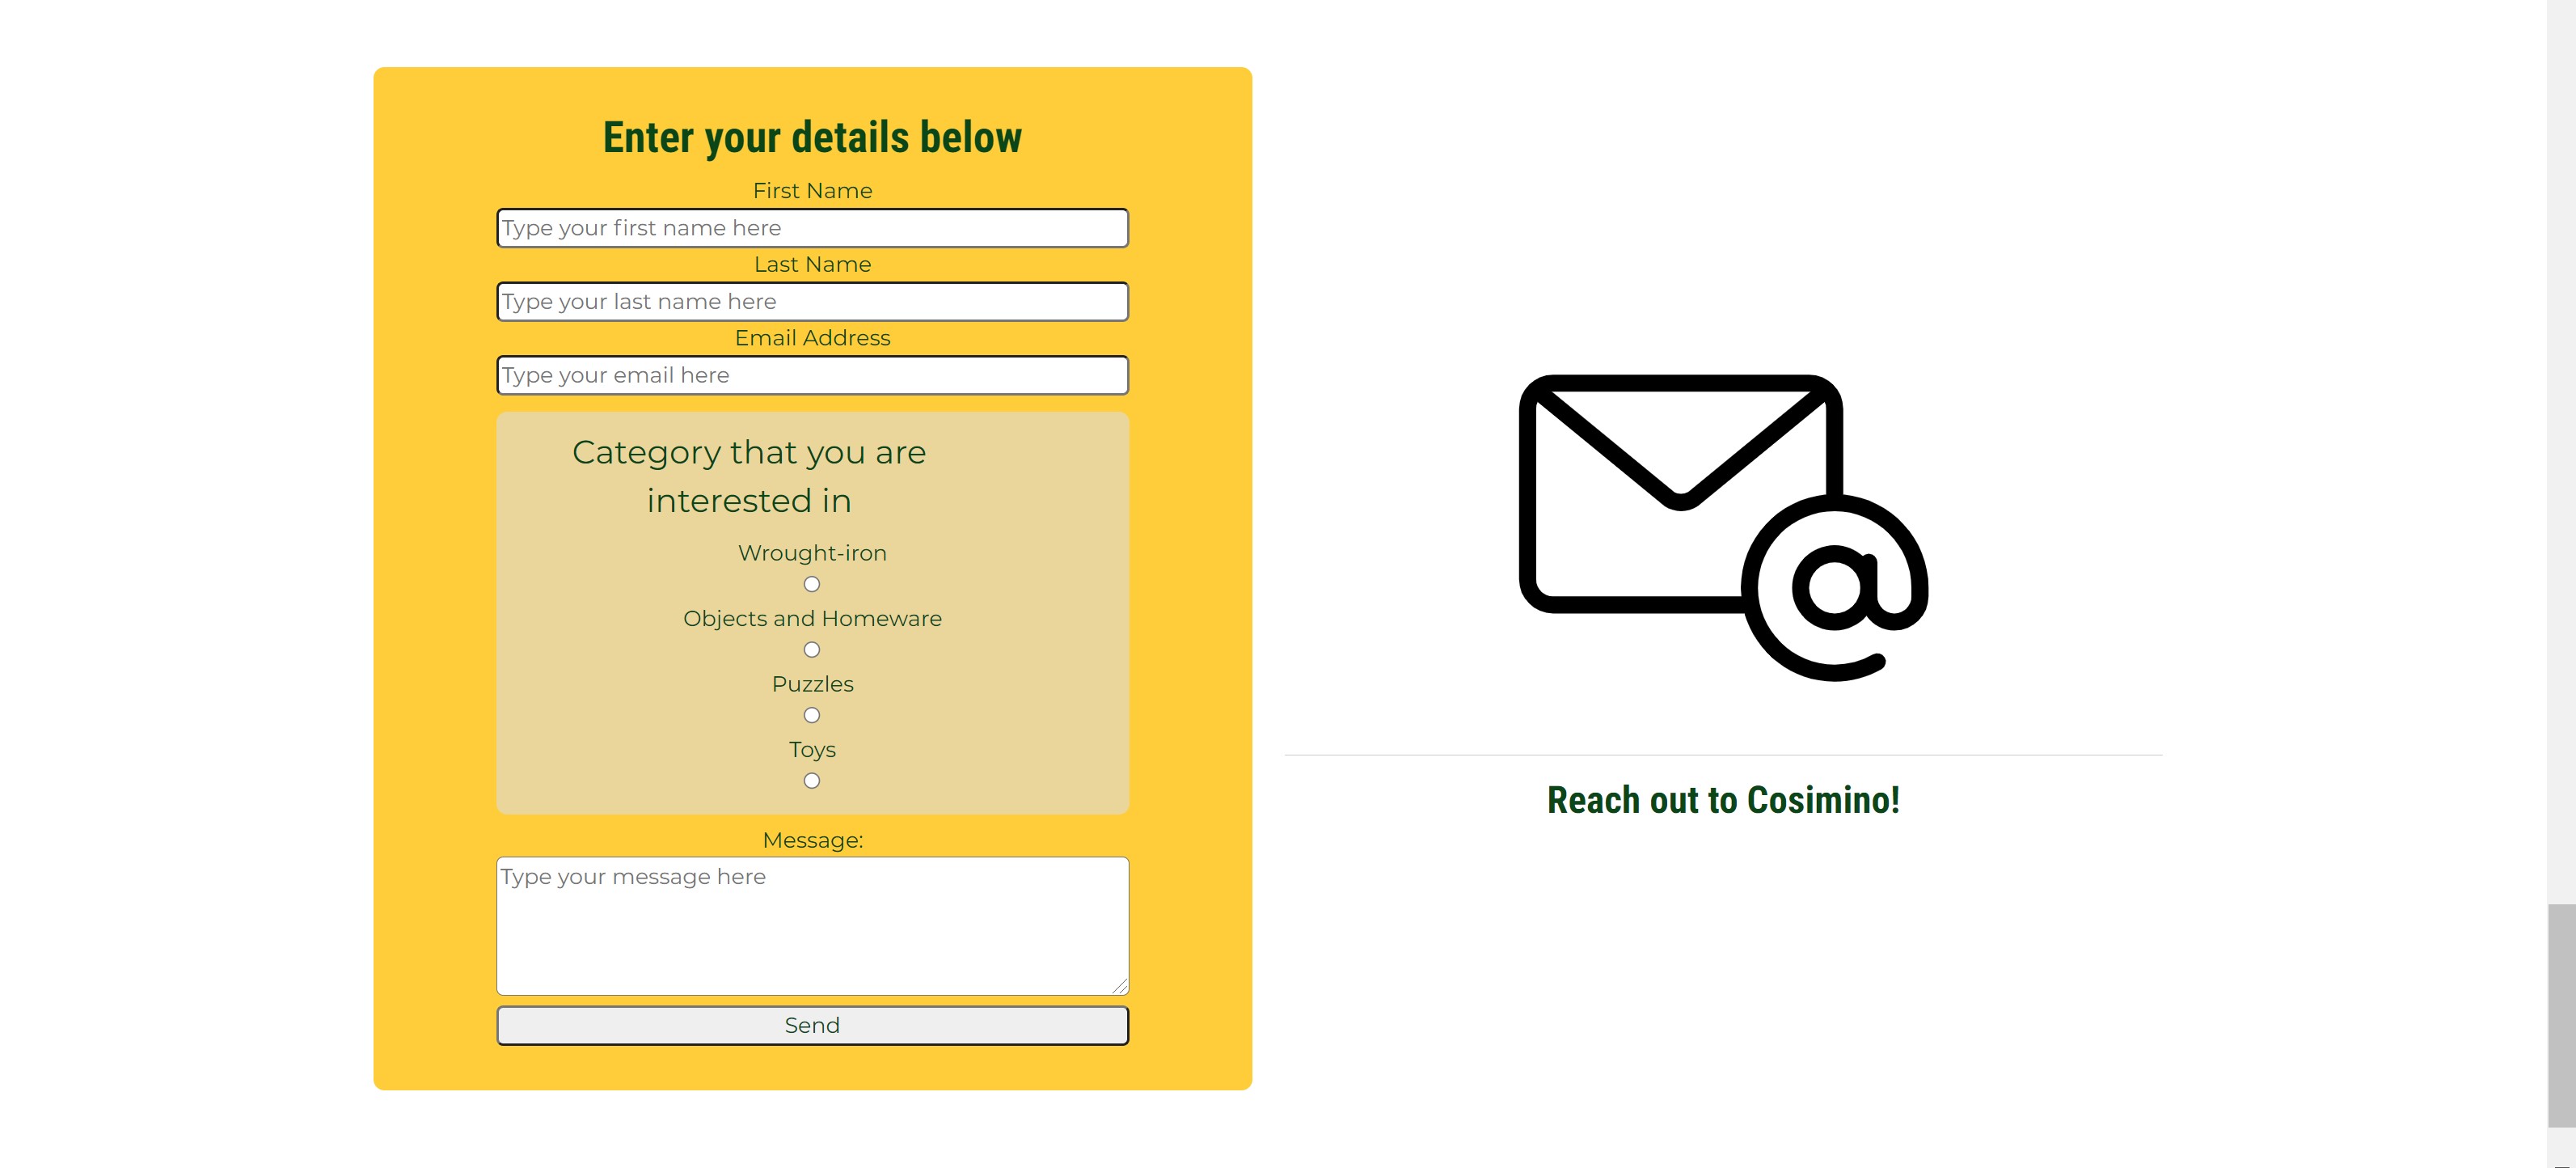 Enter your details below
First Name
Type your first name here
Last Name
Type your last name here
Email Address
Type your email here
Category that you are
interested in
Wrought-iron
Objects and Homeware
Puzzles
Toys
Message:
Type your message here
Send
Reach out to Cosimino!